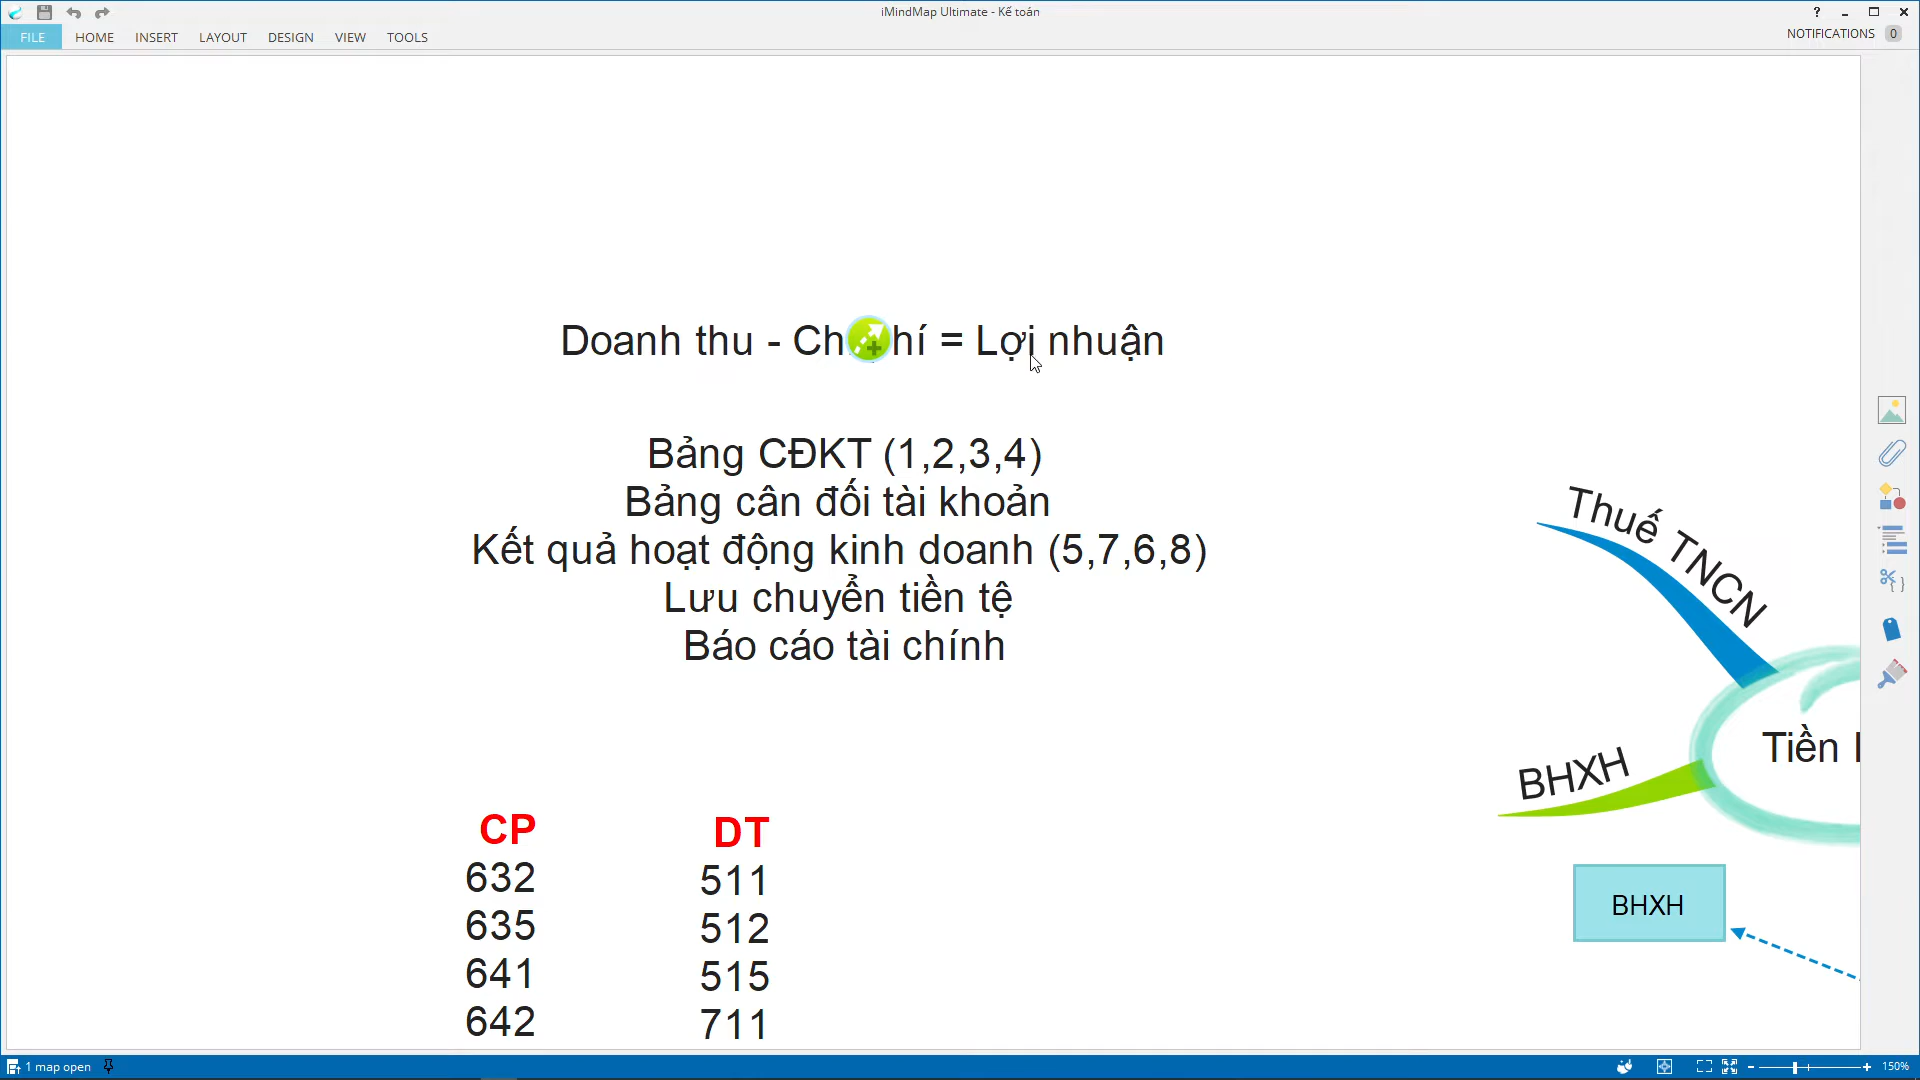 iMindMap Ultimate - Kế toán
?
FILE HOME INSERT LAYOUT DESIGN VIEW TOOLS
NOTIFICATIONS 0
Doanh thu - Ch hí = Lợi nhuận
Bảng CĐKT (1,2,3,4)
Bảng cân đối tài khoản
Kết quả hoạt động kinh doanh (5,7,6,8)
Lưu chuyển tiền tệ
Báo cáo tài chính
Thuế TNCN
Tiền
BHXH
BHXH
CP
632
635
641
642
DT
511
512
515
711
1 map open
150%